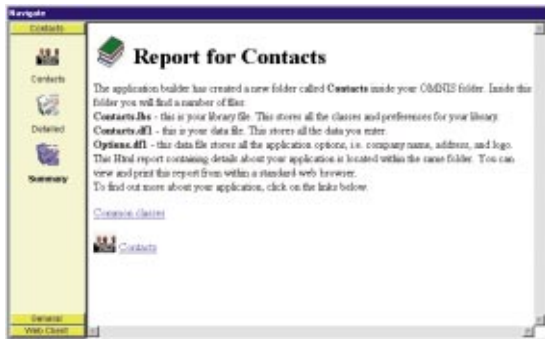 Navigate
Contacts
Contacts
Detailed
Summary
General
Web Client
Report for Contacts
The application builder has created a new folder called Contacts inside your OMNIS folder. Inside this
folder you will find a number of files:
Contacts.lbs - this is your library file. This stores all the classes and preferences for your library.
Contacts.df1 - this is your data file. This stores all the data you enter.
Options.df1 - this data file stores all the application options, i.e. company name, address, and logo.
This Html report containing details about your application is located within the same folder. You can
view and print this report from within a standard web browser.
To find out more about your application, click on the links below.
Common classes
Contacts